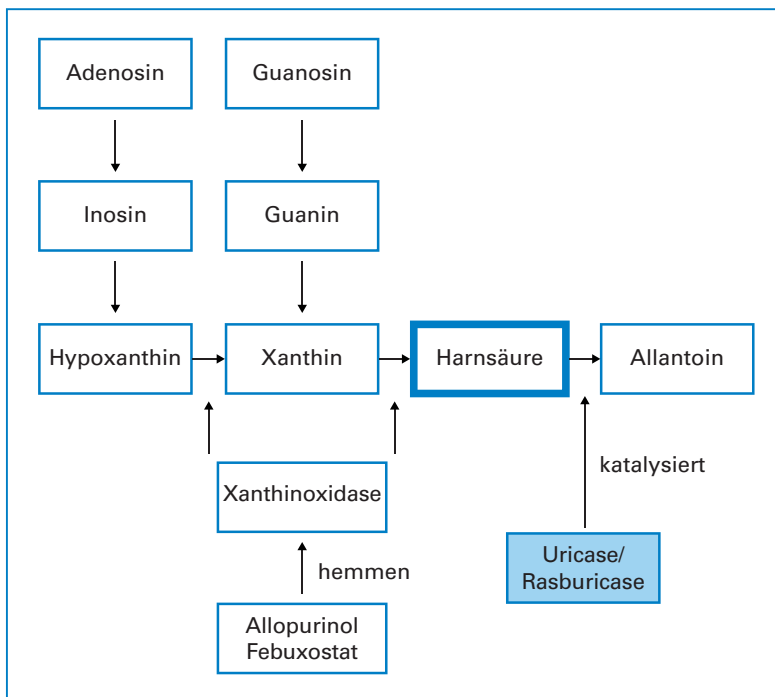 Adenosin
Guanosin
Inosin
Guanin
Hypoxanthin
Xanthin
Harnsäure
Allantoin
Xanthinoxidase
katalysiert
Uricase/
Rasburicase
hemmen
Allopurinol
Febuxostat